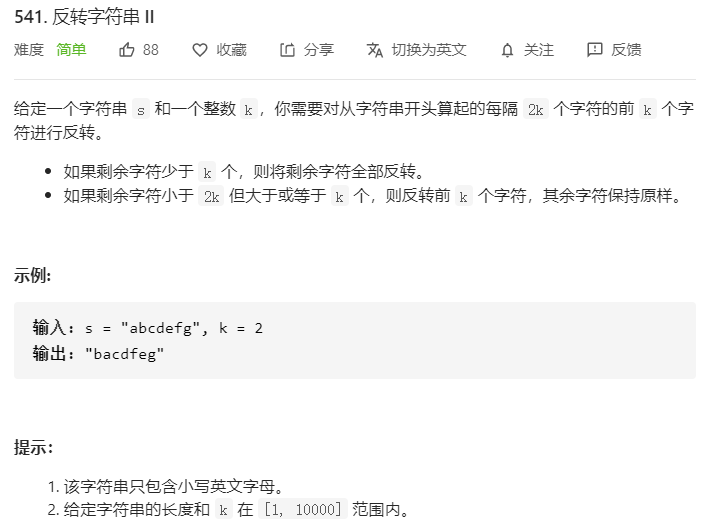 541. 反转字符串 II
难度 简单 88 收藏 分享 切换为英文 关注 反馈
给定一个字符串 s 和一个整数 k，你需要对从字符串开头算起的每隔 2k 个字符的前 k 个字
符进行反转。
如果剩余字符少于 k 个，则将剩余字符全部反转。
如果剩余字符小于 2k 但大于或等于 k 个，则反转前 k 个字符，其余字符保持原样。
示例:
输入: s = "abcdefg", k = 2
输出: "bacdfeg"
提示：
1. 该字符串只包含小写英文字母。
2. 给定字符串的长度和 k 在 [1, 10000] 范围内。